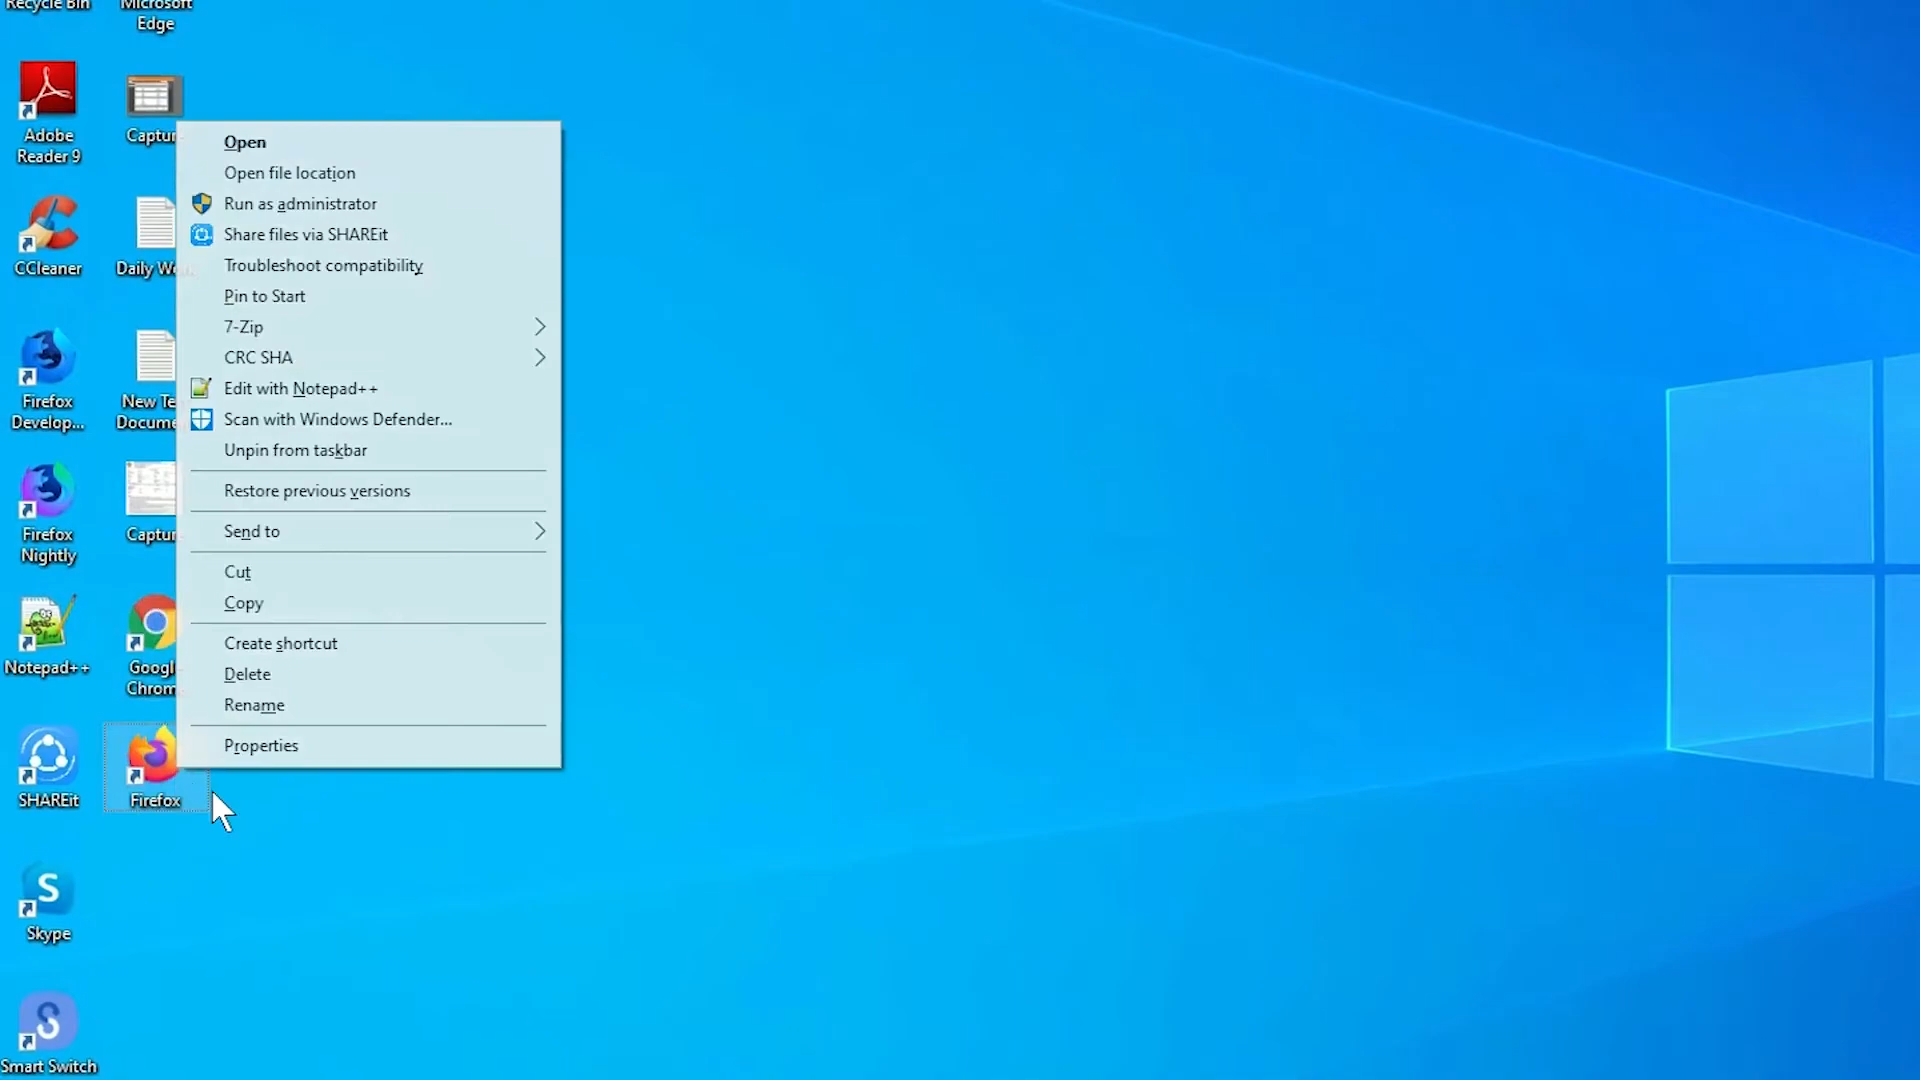 Recycle Bin
Microsoft
Edge
Adobe
Reader 9
Captur
CCleaner
Daily Wo
Firefox
Develop...
New Te
Docume
Firefox
Nightly
Captur
Notepad++
Googl
Chrom
SHAREit
Firefox
Skype
Smart Switch
Open
Open file location
Run as administrator
Share files via SHAREit
Troubleshoot compatibility
Pin to Start
7-Zip
CRC SHA
Edit with Notepad++
Scan with Windows Defender...
Unpin from taskbar
Restore previous versions
Send to
Cut
Copy
Create shortcut
Delete
Rename
Properties